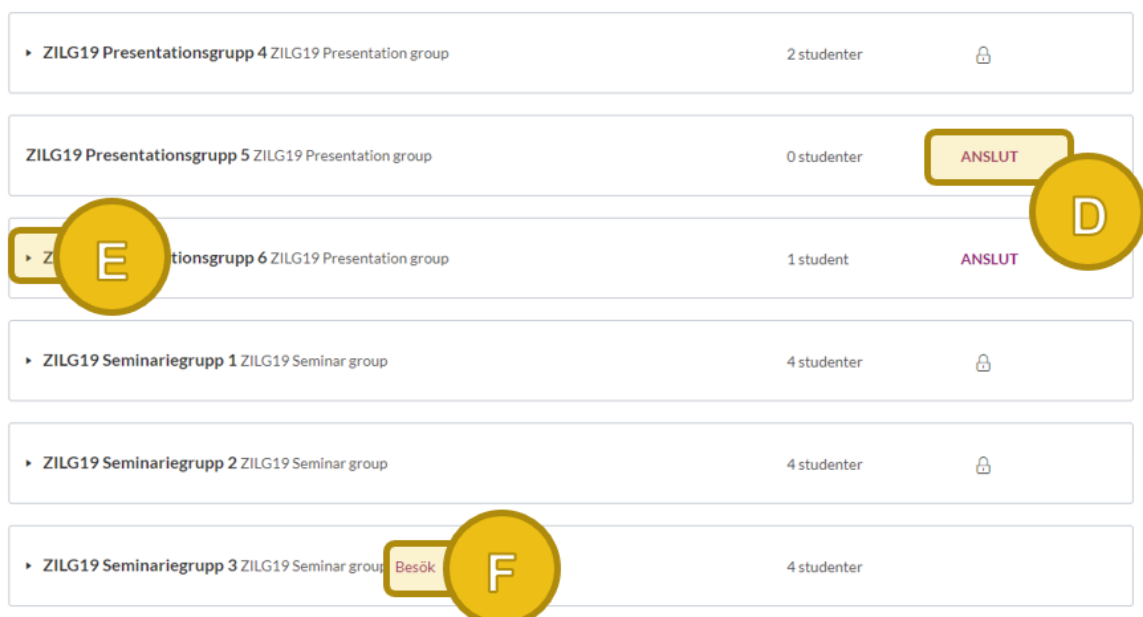 ZILG19 Presentationsgrupp 4 ZILG19 Presentation group 2 studenter
ZILG19 Presentationsgrupp 5 ZILG19 Presentation group 0 studenter ANSLUT
D
E
Z tionsgrupp 6 ZILG19 Presentation group 1 student ANSLUT
ZILG19 Seminariegrupp 1 ZILG19 Seminar group 4 studenter
ZILG19 Seminariegrupp 2 ZILG19 Seminar group 4 studenter
ZILG19 Seminariegrupp 3 ZILG19 Seminar group Besök F 4 studenter